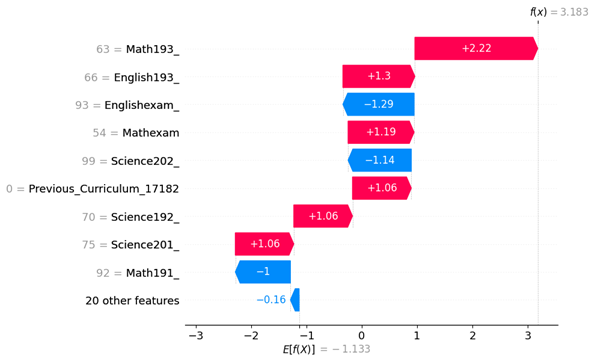 f(x) = 3.183
63 = Math193_
+2.22
66 = English193_
+1.3
93 = Englishexam_
−1.29
54 = Mathexam
+1.19
99 = Science202_
−1.14
0 = Previous_Curriculum_17182
+1.06
70 = Science192_
+1.06
75 = Science201_
+1.06
92 = Math191_
−1
20 other features
−0.16
−3 −2 −1 0 1 2 3
E[f(X)] = −1.133